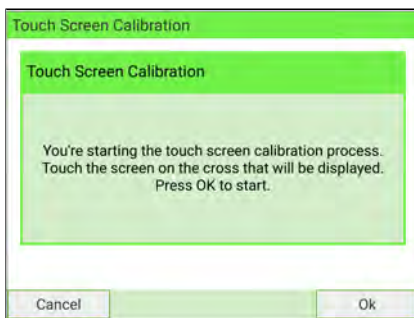 Touch Screen Calibration
Touch Screen Calibration
You're starting the touch screen calibration process.
Touch the screen on the cross that will be displayed.
Press OK to start.
Cancel
Ok